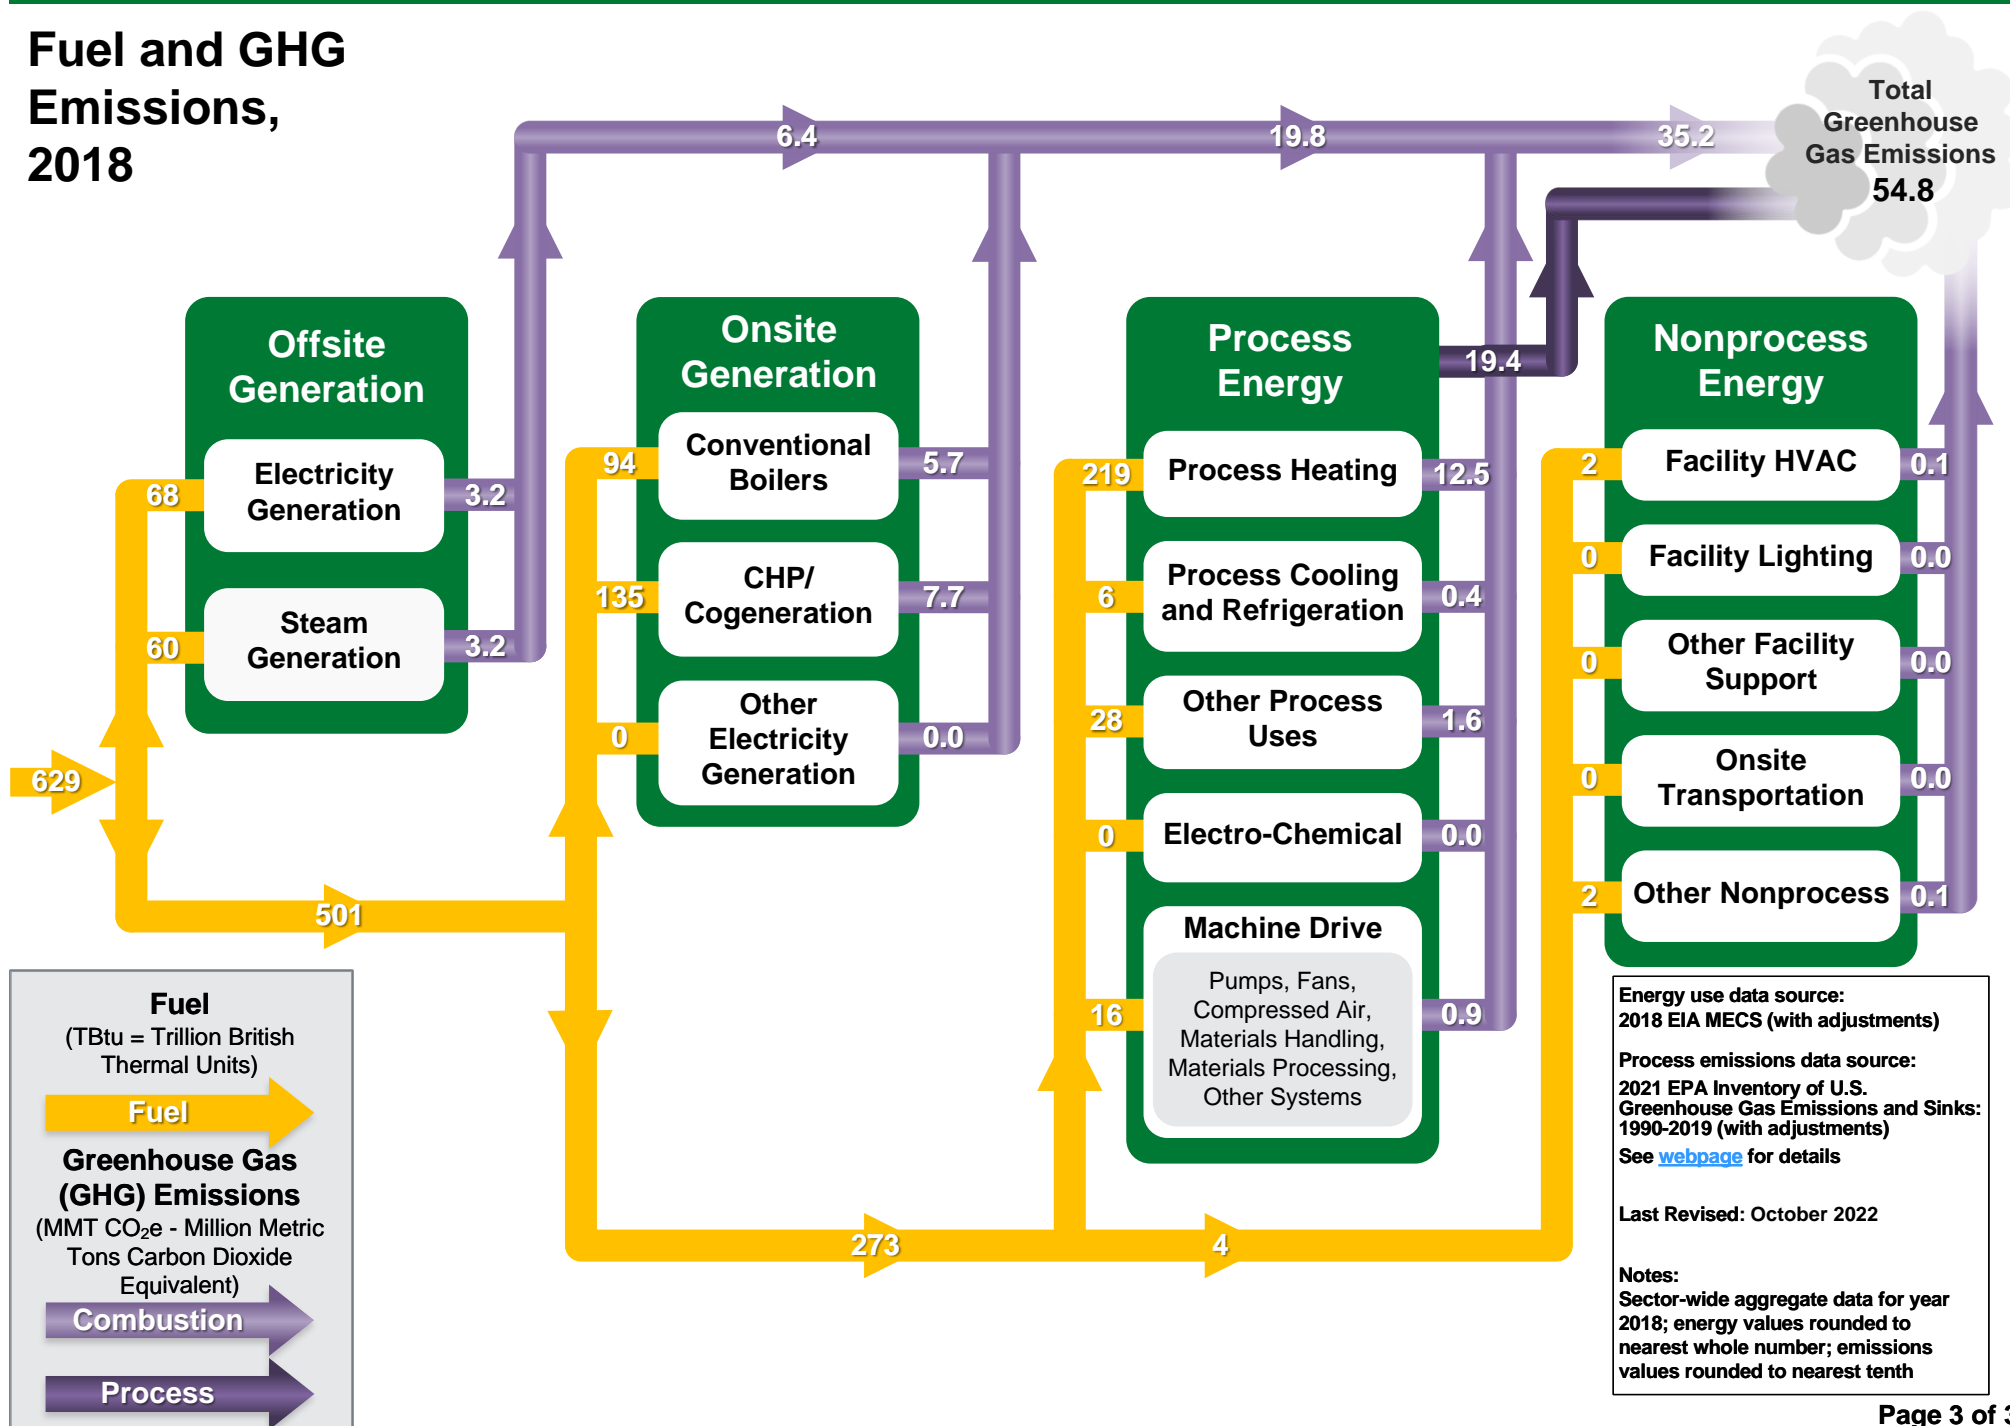 Fuel and GHG
Emissions,
2018
6.4
19.8
35.2
Total
Greenhouse
Gas Emissions
54.8
Offsite
Generation
68
Electricity
Generation
3.2
60
Steam
Generation
3.2
629
501
Onsite
Generation
94
Conventional
Boilers
5.7
135
CHP/
Cogeneration
7.7
0
Other
Electricity
Generation
0.0
273
4
Process
Energy
19.4
219
Process Heating
12.5
6
Process Cooling
and Refrigeration
0.4
28
Other Process
Uses
1.6
0
Electro-Chemical
0.0
Machine Drive
16
Pumps, Fans,
Compressed Air,
Materials Handling,
Materials Processing,
Other Systems
0.9
Nonprocess
Energy
2
Facility HVAC
0.1
0
Facility Lighting
0.0
0
Other Facility
Support
0.0
0
Onsite
Transportation
0.0
2
Other Nonprocess
0.1
Fuel
(TBtu = Trillion British
Thermal Units)
Fuel
Greenhouse Gas
(GHG) Emissions
(MMT CO₂e - Million Metric
Tons Carbon Dioxide
Equivalent)
Combustion
Process
Energy use data source:
2018 EIA MECS (with adjustments)
Process emissions data source:
2021 EPA Inventory of U.S.
Greenhouse Gas Emissions and Sinks:
1990-2019 (with adjustments)
See webpage for details
Last Revised: October 2022
Notes:
Sector-wide aggregate data for year
2018; energy values rounded to
nearest whole number; emissions
values rounded to nearest tenth
Page 3 of 3